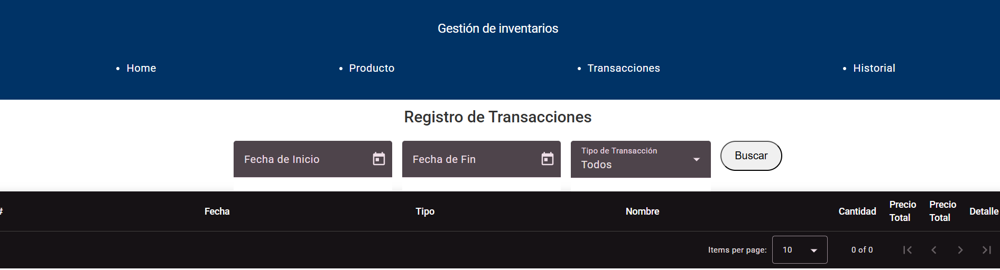 Gestión de inventarios
• Home • Producto • Transacciones • Historial
Registro de Transacciones
Fecha de Inicio Fecha de Fin Tipo de Transacción Todos Buscar
# Fecha Tipo Nombre Cantidad Precio Total Precio Total Detalle
Items per page: 10 0 of 0